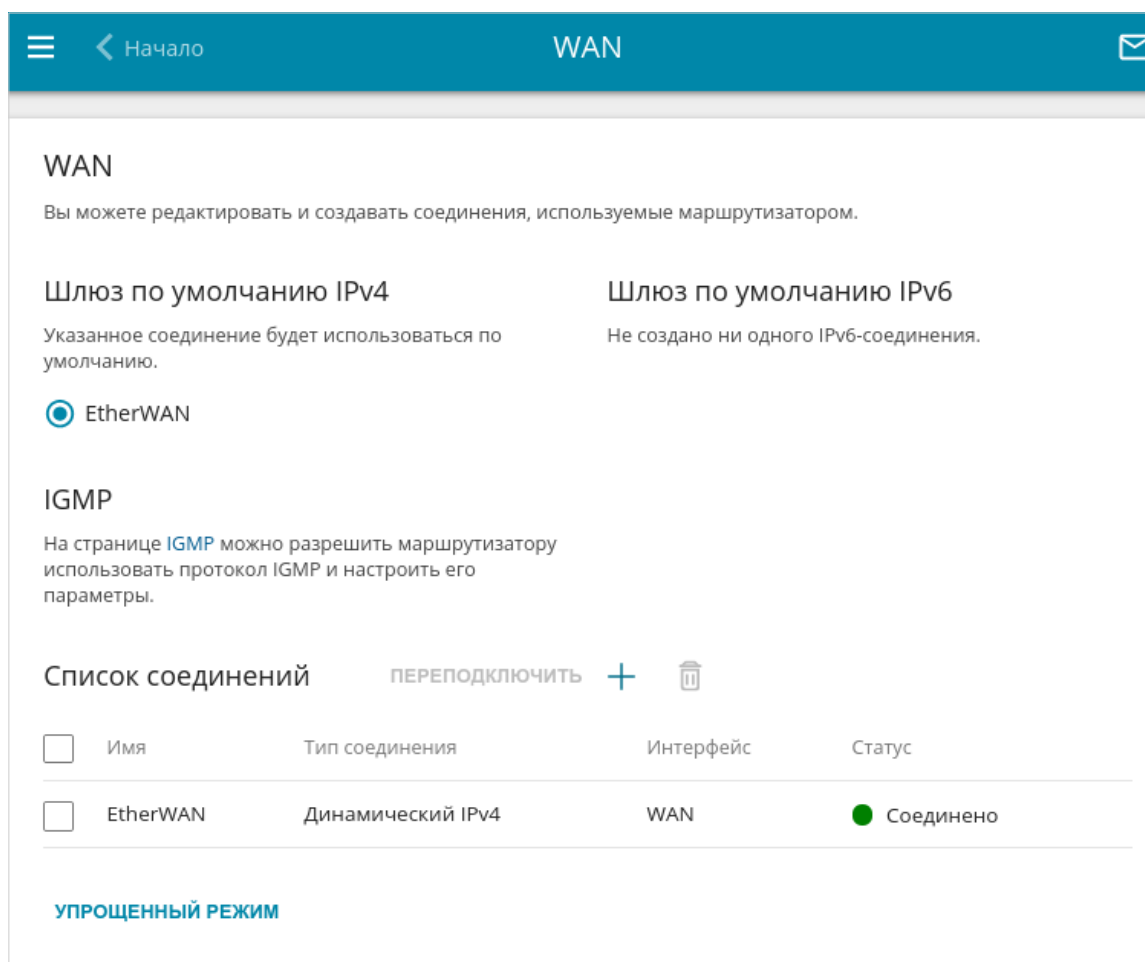 Начало
WAN
WAN
Вы можете редактировать и создавать соединения, используемые маршрутизатором.
Шлюз по умолчанию IPv4
Указанное соединение будет использоваться по
умолчанию.
EtherWAN
Шлюз по умолчанию IPv6
Не создано ни одного IPv6-соединения.
IGMP
На странице IGMP можно разрешить маршрутизатору
использовать протокол IGMP и настроить его
параметры.
Список соединений ПЕРЕПОДКЛЮЧИТЬ
Имя Тип соединения Интерфейс Статус
EtherWAN Динамический IPv4 WAN Соединено
УПРОЩЕННЫЙ РЕЖИМ